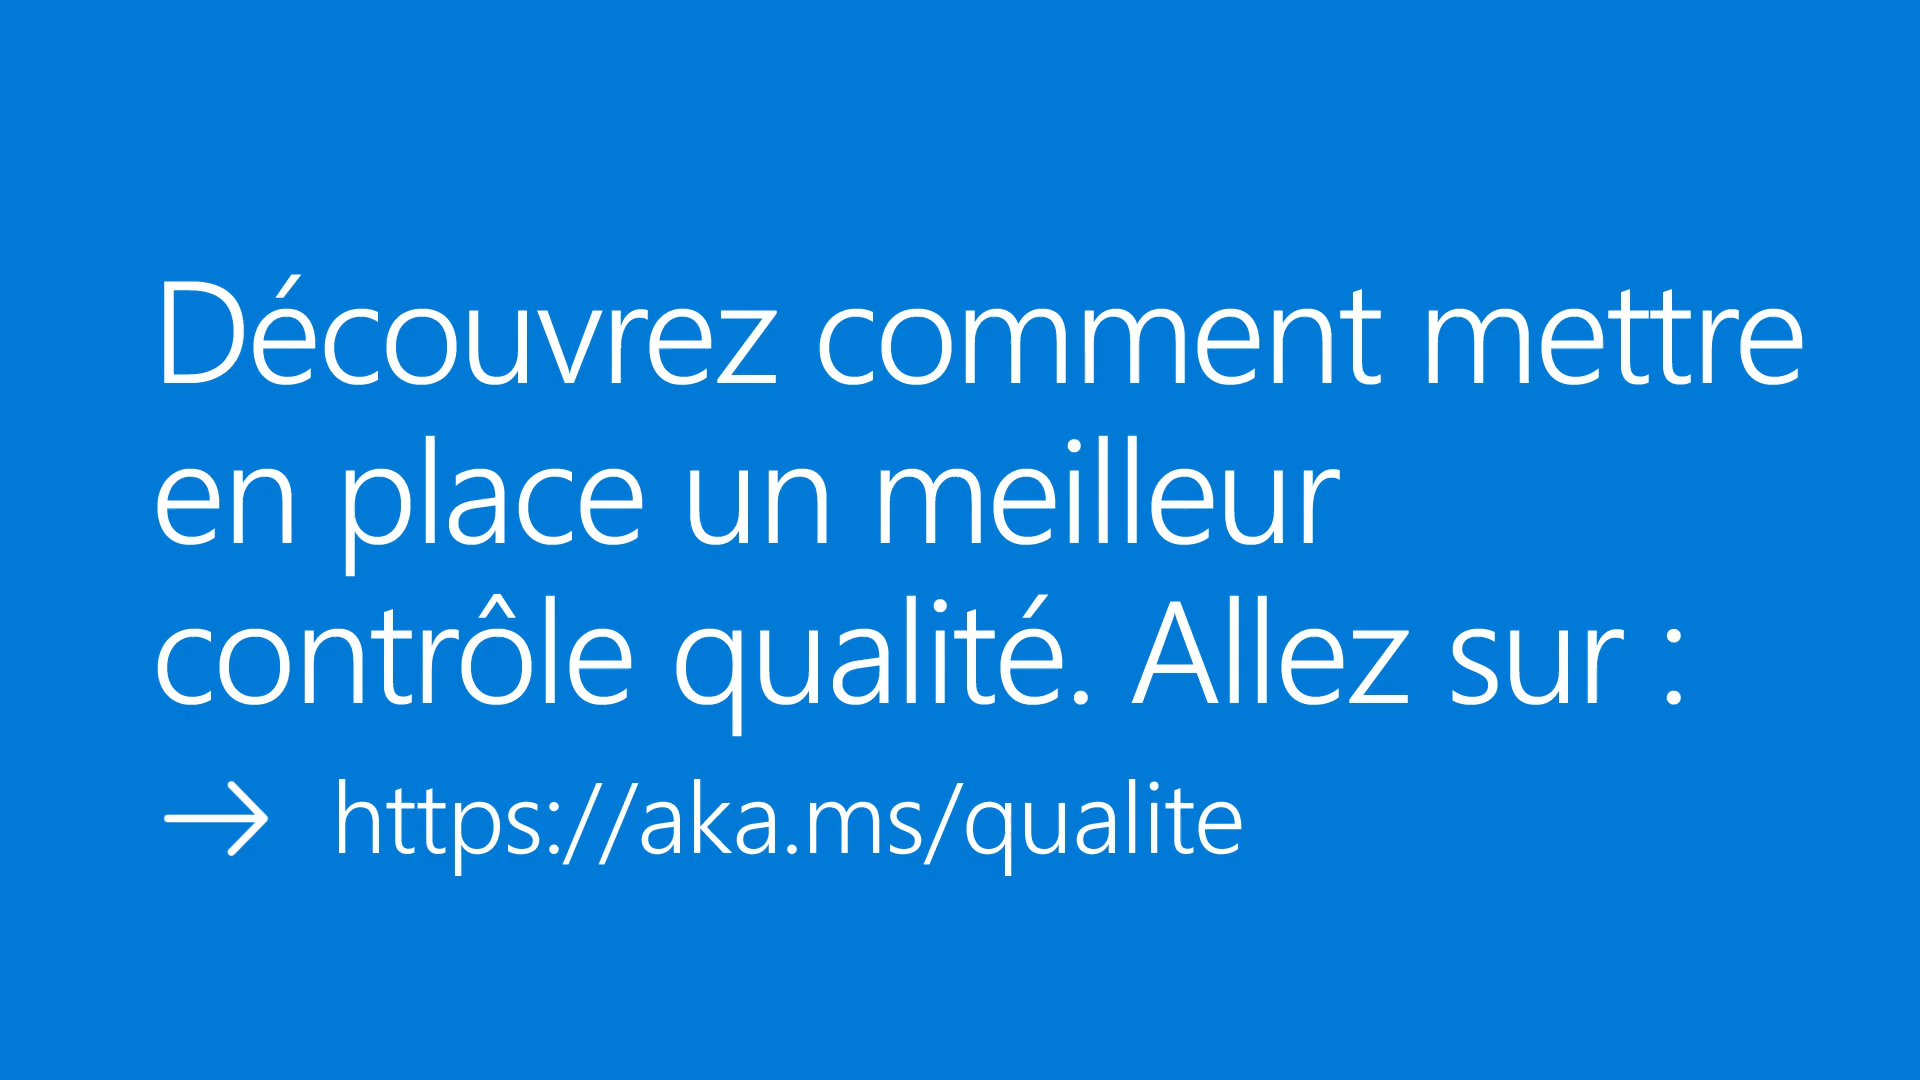 Découvrez comment mettre
en place un meilleur
contrôle qualité. Allez sur :
→ https://aka.ms/qualite